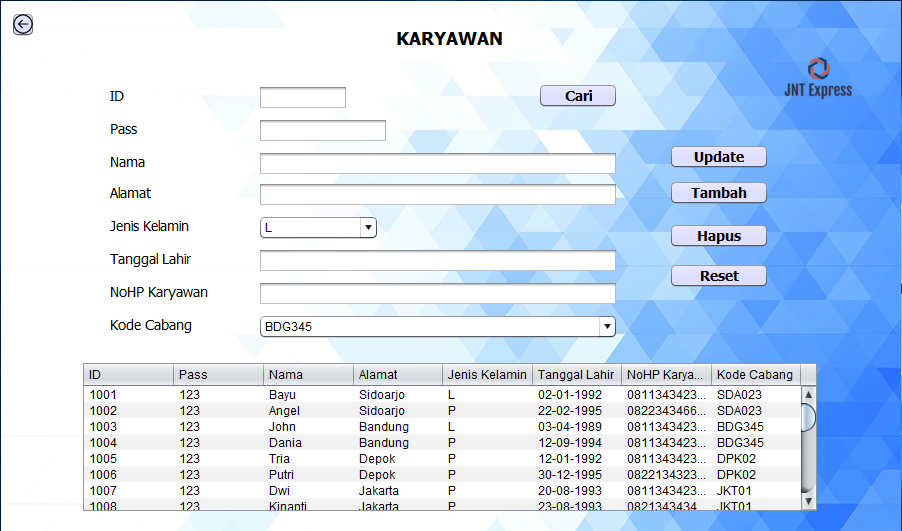 KARYAWAN
JNT Express
ID
Cari
Pass
Nama
Update
Alamat
Tambah
Jenis Kelamin L
Hapus
Tanggal Lahir
Reset
NoHP Karyawan
Kode Cabang BDG345
ID Pass Nama Alamat Jenis Kelamin Tanggal Lahir NoHP Karya... Kode Cabang
1001 123 Bayu Sidoarjo L 02-01-1992 0811343423... SDA023
1002 123 Angel Sidoarjo P 22-02-1995 0822343466... SDA023
1003 123 John Bandung L 03-04-1989 0811343423... BDG345
1004 123 Dania Bandung P 12-09-1994 0811343423... BDG345
1005 123 Tria Depok P 12-01-1992 0811343423... DPK02
1006 123 Putri Depok P 30-12-1995 0822134323... DPK02
1007 123 Dwi Jakarta P 20-08-1993 0811343423... JKT01
1008 123 Kinanti Jakarta P 23-08-1993 0821343434... JKT01